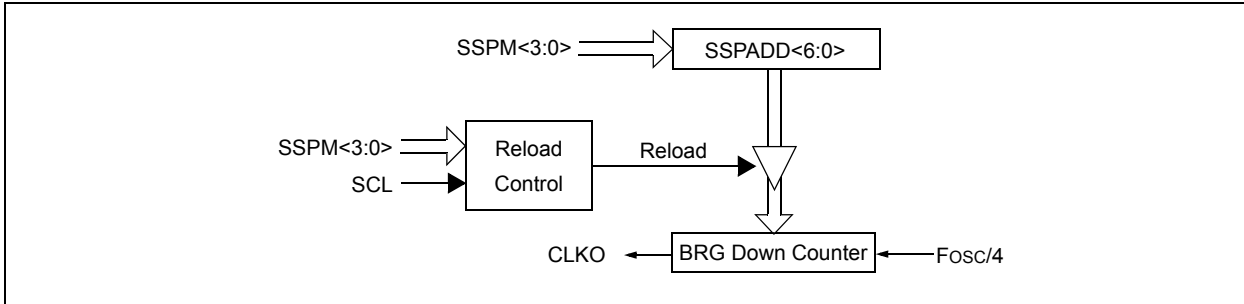 SSPM<3:0>
SSPADD<6:0>
SSPM<3:0>
SCL
Reload
Control
Reload
CLKO
BRG Down Counter
FOSC/4